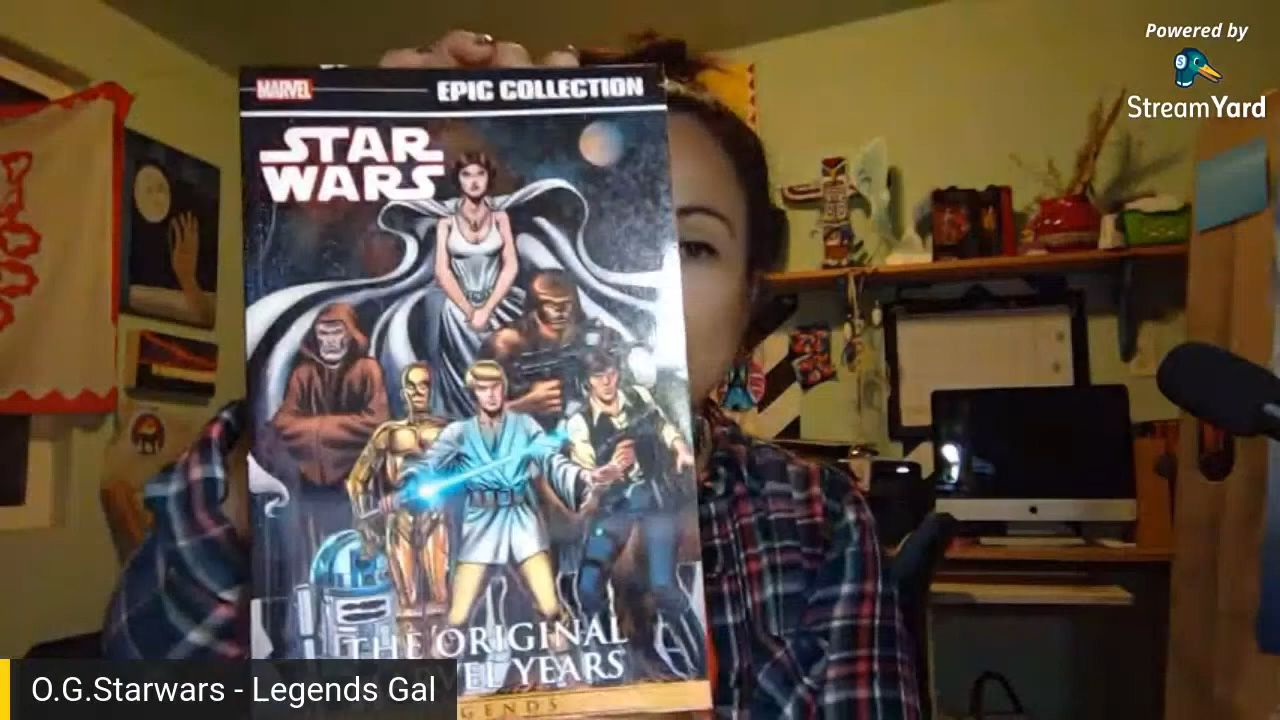 Powered by
StreamYard
MARVEL EPIC COLLECTION
STAR
WARS
THE ORIGINAL
YEARS
O.G.Starwars - Legends Gal